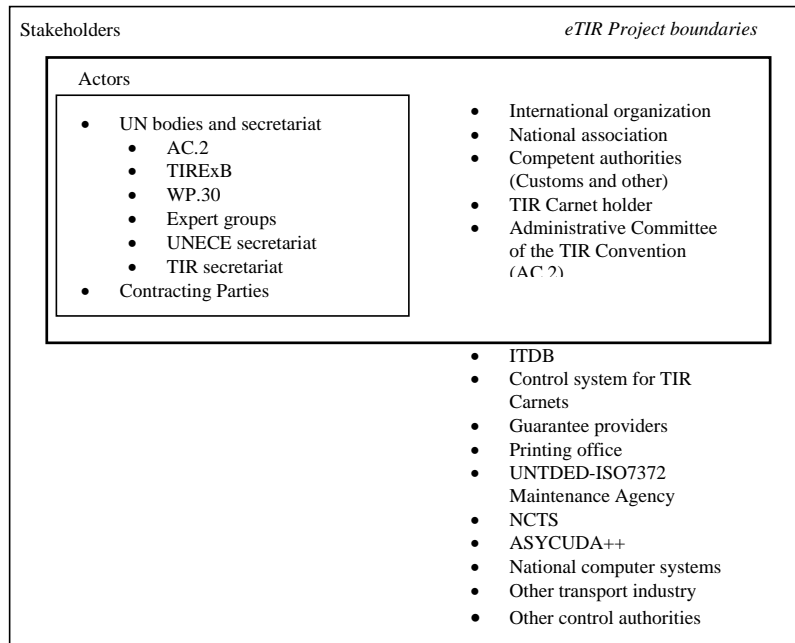 Stakeholders
eTIR Project boundaries
Actors
• UN bodies and secretariat
• AC.2
• TIRExB
• WP.30
• Expert groups
• UNECE secretariat
• TIR secretariat
• Contracting Parties
• International organization
• National association
• Competent authorities
(Customs and other)
• TIR Carnet holder
• Administrative Committee
of the TIR Convention
(AC.2)
• ITDB
• Control system for TIR
Carnets
• Guarantee providers
• Printing office
• UNTDED-ISO7372
Maintenance Agency
• NCTS
• ASYCUDA++
• National computer systems
• Other transport industry
• Other control authorities